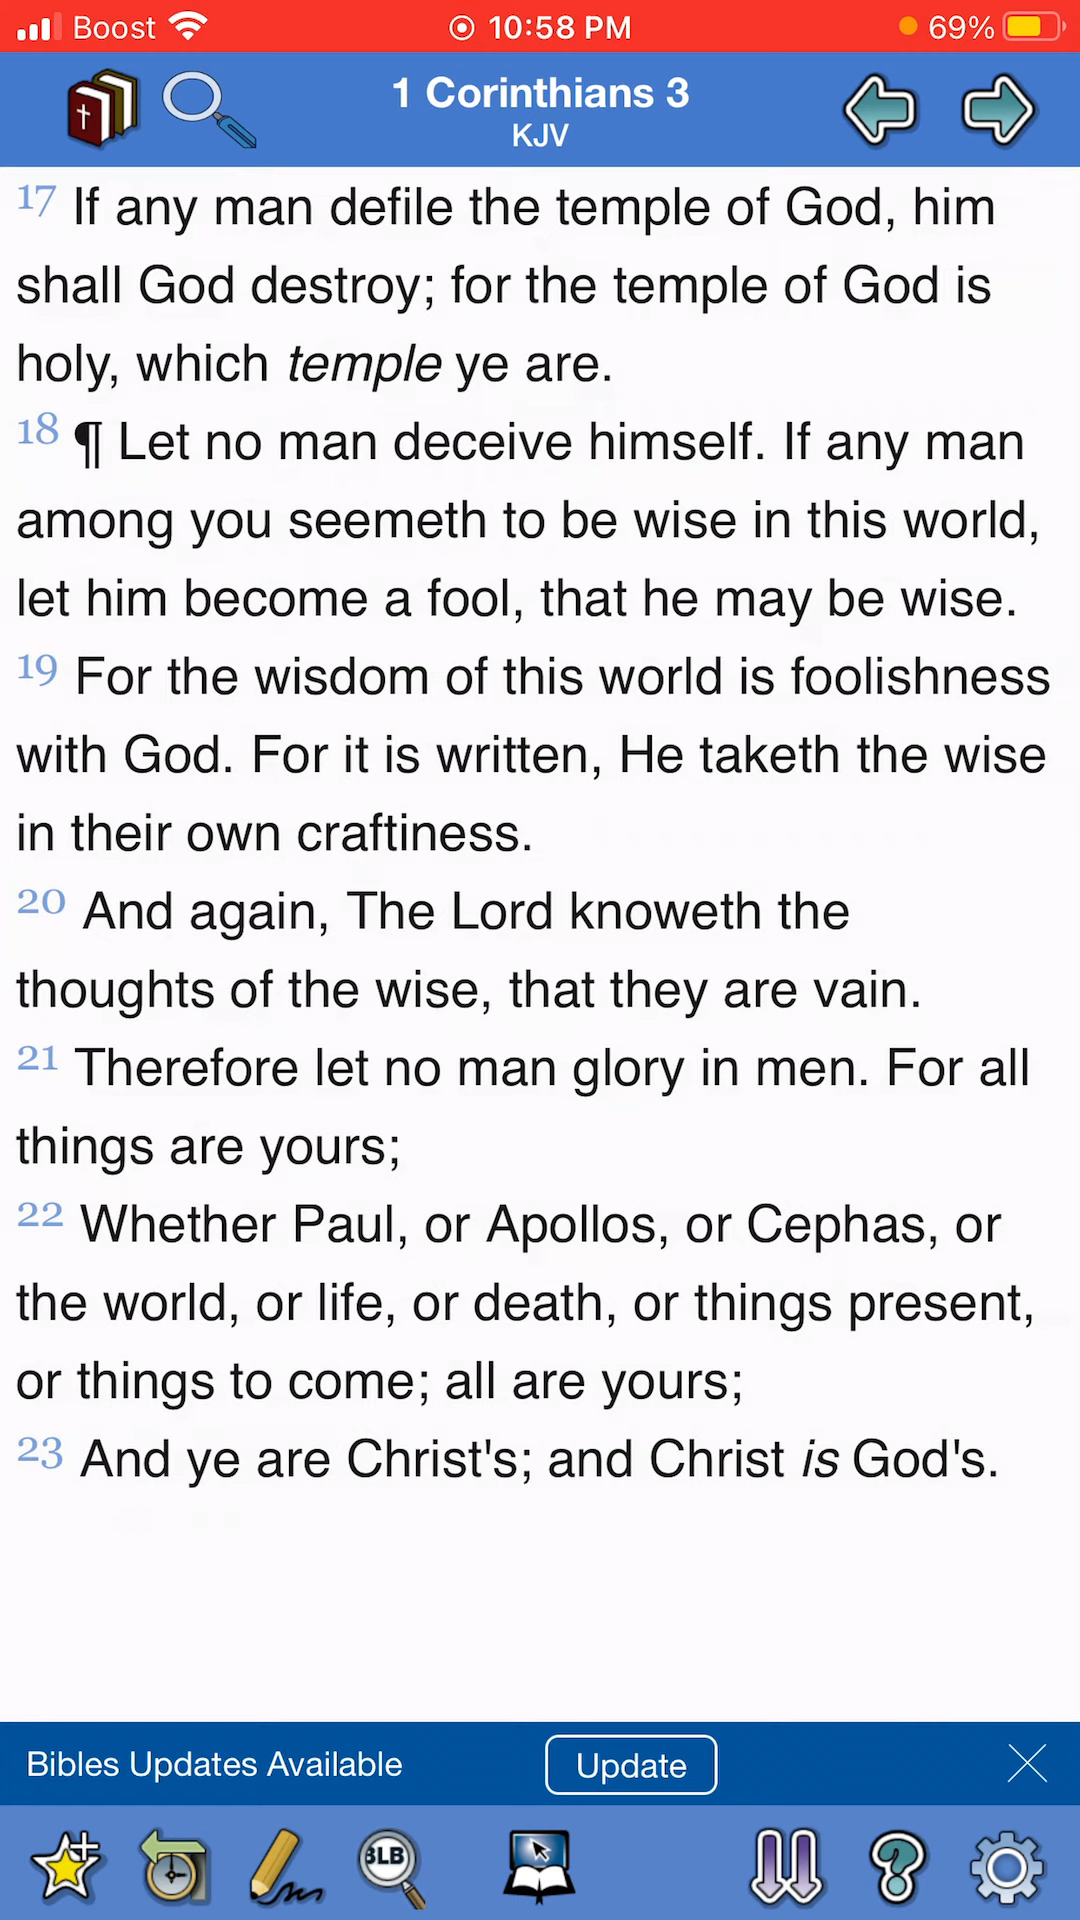 Boost 10:58 PM 69%
1 Corinthians 3
KJV
17 If any man defile the temple of God, him
shall God destroy; for the temple of God is
holy, which temple ye are.
18 ¶ Let no man deceive himself. If any man
among you seemeth to be wise in this world,
let him become a fool, that he may be wise.
19 For the wisdom of this world is foolishness
with God. For it is written, He taketh the wise
in their own craftiness.
20 And again, The Lord knoweth the
thoughts of the wise, that they are vain.
21 Therefore let no man glory in men. For all
things are yours;
22 Whether Paul, or Apollos, or Cephas, or
the world, or life, or death, or things present,
or things to come; all are yours;
23 And ye are Christ's; and Christ is God's.
Bibles Updates Available Update
BLB